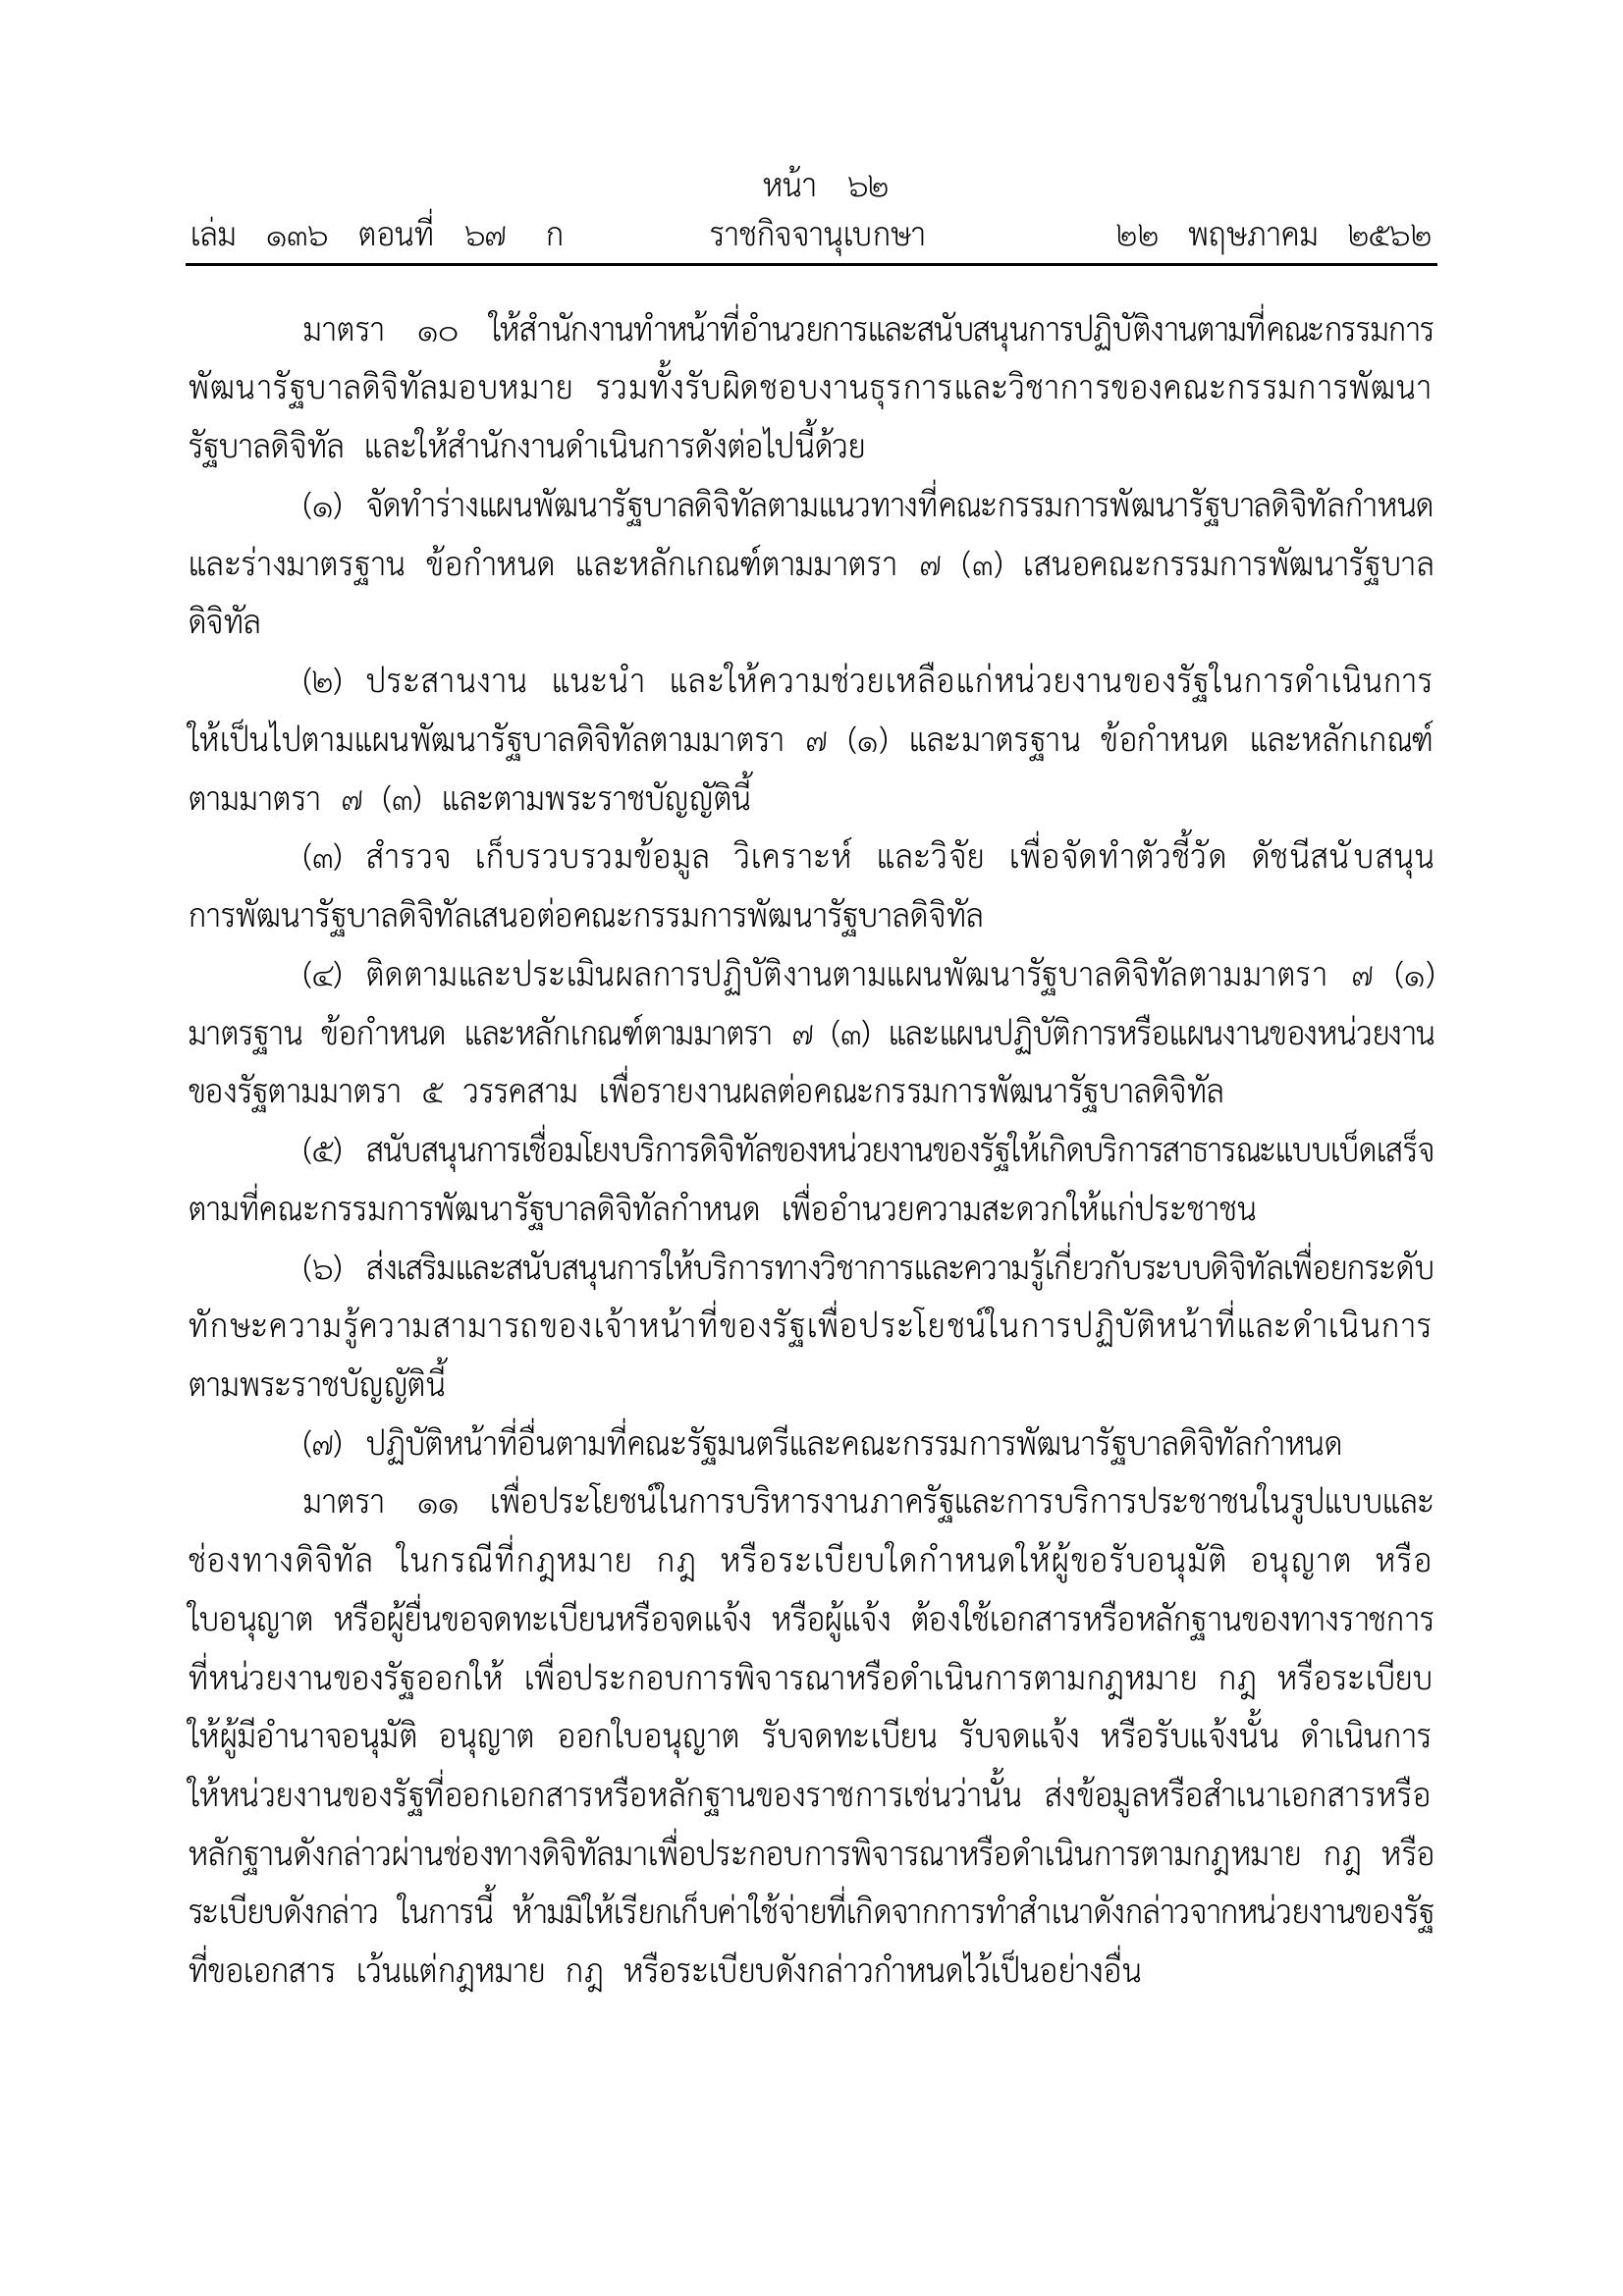 หน้า ๖๒
เล่ม ๑๓๖ ตอนที่ ๖๗ ก ราชกิจจานุเบกษา ๒๒ พฤษภาคม ๒๕๖๒
มาตรา ๑๐ ให้สำนักงานทำหน้าที่อำนวยการและสนับสนุนการปฏิบัติงานตามที่คณะกรรมการ
พัฒนารัฐบาลดิจิทัลมอบหมาย รวมทั้งรับผิดชอบงานธุรการและวิชาการของคณะกรรมการพัฒนา
รัฐบาลดิจิทัล และให้สำนักงานดำเนินการดังต่อไปนี้ด้วย
(๑) จัดทำร่างแผนพัฒนารัฐบาลดิจิทัลตามแนวทางที่คณะกรรมการพัฒนารัฐบาลดิจิทัลกำหนด
และร่างมาตรฐาน ข้อกำหนด และหลักเกณฑ์ตามมาตรา ๗ (๓) เสนอคณะกรรมการพัฒนารัฐบาล
ดิจิทัล
(๒) ประสานงาน แนะนำ และให้ความช่วยเหลือแก่หน่วยงานของรัฐในการดำเนินการ
ให้เป็นไปตามแผนพัฒนารัฐบาลดิจิทัลตามมาตรา ๗ (๑) และมาตรฐาน ข้อกำหนด และหลักเกณฑ์
ตามมาตรา ๗ (๓) และตามพระราชบัญญัตินี้
(๓) สำรวจ เก็บรวบรวมข้อมูล วิเคราะห์ และวิจัย เพื่อจัดทำตัวชี้วัด ดัชนีสนับสนุน
การพัฒนารัฐบาลดิจิทัลเสนอต่อคณะกรรมการพัฒนารัฐบาลดิจิทัล
(๔) ติดตามและประเมินผลการปฏิบัติงานตามแผนพัฒนารัฐบาลดิจิทัลตามมาตรา ๗ (๑)
มาตรฐาน ข้อกำหนด และหลักเกณฑ์ตามมาตรา ๗ (๓) และแผนปฏิบัติการหรือแผนงานของหน่วยงาน
ของรัฐตามมาตรา ๕ วรรคสาม เพื่อรายงานผลต่อคณะกรรมการพัฒนารัฐบาลดิจิทัล
(๕) สนับสนุนการเชื่อมโยงบริการดิจิทัลของหน่วยงานของรัฐให้เกิดบริการสาธารณะแบบเบ็ดเสร็จ
ตามที่คณะกรรมการพัฒนารัฐบาลดิจิทัลกำหนด เพื่ออำนวยความสะดวกให้แก่ประชาชน
(๖) ส่งเสริมและสนับสนุนการให้บริการทางวิชาการและความรู้เกี่ยวกับระบบดิจิทัลเพื่อยกระดับ
ทักษะความรู้ความสามารถของเจ้าหน้าที่ของรัฐเพื่อประโยชน์ในการปฏิบัติหน้าที่และดำเนินการ
ตามพระราชบัญญัตินี้
(๗) ปฏิบัติหน้าที่อื่นตามที่คณะรัฐมนตรีและคณะกรรมการพัฒนารัฐบาลดิจิทัลกำหนด
มาตรา ๑๑ เพื่อประโยชน์ในการบริหารงานภาครัฐและการบริการประชาชนในรูปแบบและ
ช่องทางดิจิทัล ในกรณีที่กฎหมาย กฎ หรือระเบียบใดกำหนดให้ผู้ขอรับอนุมัติ อนุญาต หรือ
ใบอนุญาต หรือผู้ยื่นขอจดทะเบียนหรือจดแจ้ง หรือผู้แจ้ง ต้องใช้เอกสารหรือหลักฐานของทางราชการ
ที่หน่วยงานของรัฐออกให้ เพื่อประกอบการพิจารณาหรือดำเนินการตามกฎหมาย กฎ หรือระเบียบ
ให้ผู้มีอำนาจอนุมัติ อนุญาต ออกใบอนุญาต รับจดทะเบียน รับจดแจ้ง หรือรับแจ้งนั้น ดำเนินการ
ให้หน่วยงานของรัฐที่ออกเอกสารหรือหลักฐานของราชการเช่นว่านั้น ส่งข้อมูลหรือสำเนาเอกสารหรือ
หลักฐานดังกล่าวผ่านช่องทางดิจิทัลมาเพื่อประกอบการพิจารณาหรือดำเนินการตามกฎหมาย กฎ หรือ
ระเบียบดังกล่าว ในการนี้ ห้ามมิให้เรียกเก็บค่าใช้จ่ายที่เกิดจากการทำสำเนาดังกล่าวจากหน่วยงานของรัฐ
ที่ขอเอกสาร เว้นแต่กฎหมาย กฎ หรือระเบียบดังกล่าวกำหนดไว้เป็นอย่างอื่น